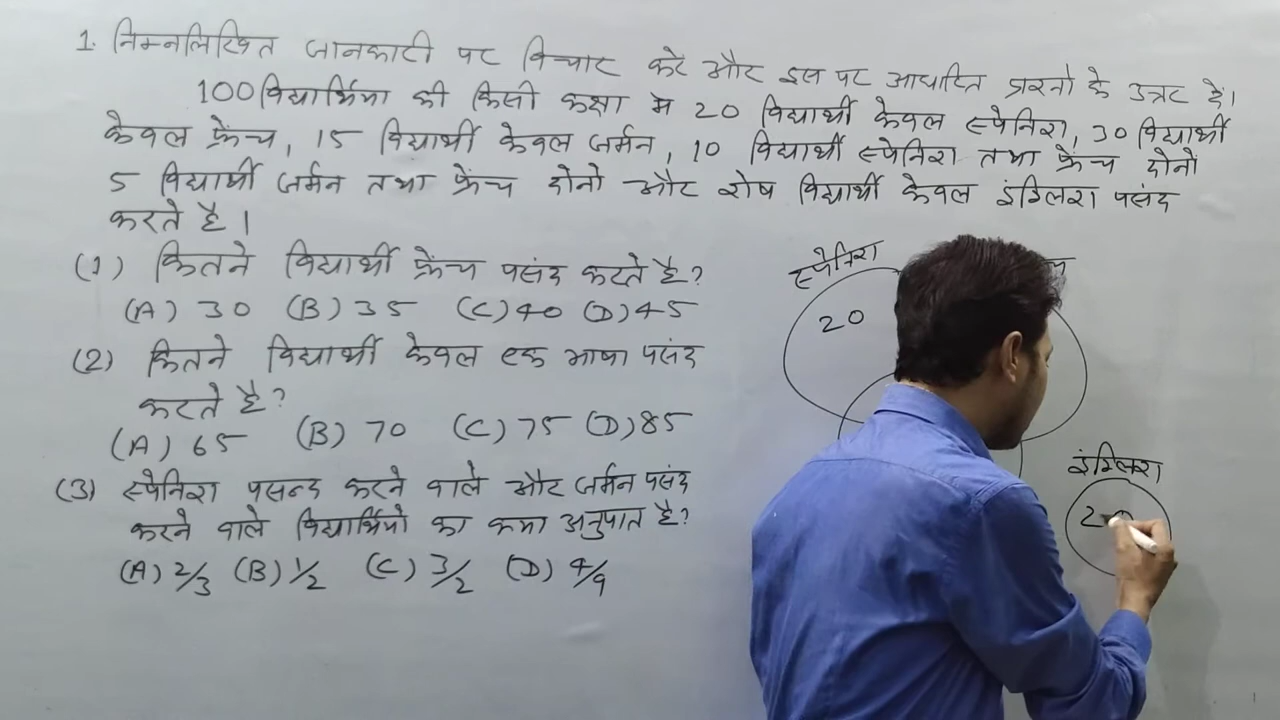 1. निम्नलिखित जानकारी पर विचार करें और इस पर आधारित प्रश्नों के उत्तर दें।
100 विद्यार्थियों की किसी कक्षा में 20 विद्यार्थी केवल स्पेनिश, 30 विद्यार्थी
केवल फ्रेंच, 15 विद्यार्थी केवल जर्मन, 10 विद्यार्थी स्पेनिश तथा फ्रेंच दोनो
5 विद्यार्थी जर्मन तथा फ्रेंच दोनो और शेष विद्यार्थी केवल इंग्लिश पसंद
करते है।
(1) कितने विद्यार्थी फ्रेंच पसंद करते है?
(A) 30 (B) 35 (C) 40 (D) 45
(2) कितने विद्यार्थी केवल एक भाषा पसंद
करते है?
(A) 65 (B) 70 (C) 75 (D) 85
(3) स्पेनिश पसन्द करने वाले और जर्मन पसंद
करने वाले विद्यार्थियो का क्या अनुपात है?
(A) 2/3 (B) 1/2 (C) 3/2 (D) 4/9
स्पेनिश
20
इंग्लिश
20